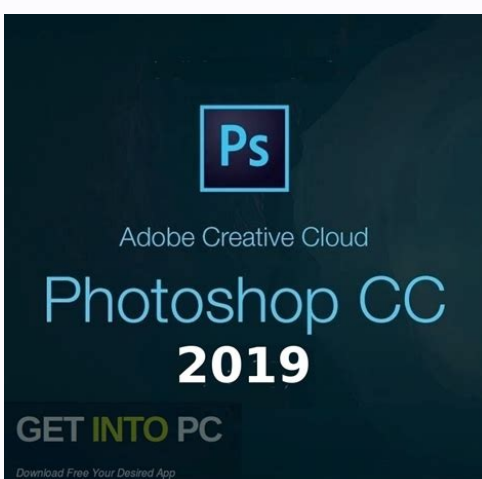 Ps
Adobe Creative Cloud
Photoshop CC
2019
GET INTO PC
Download Free Your Desired App